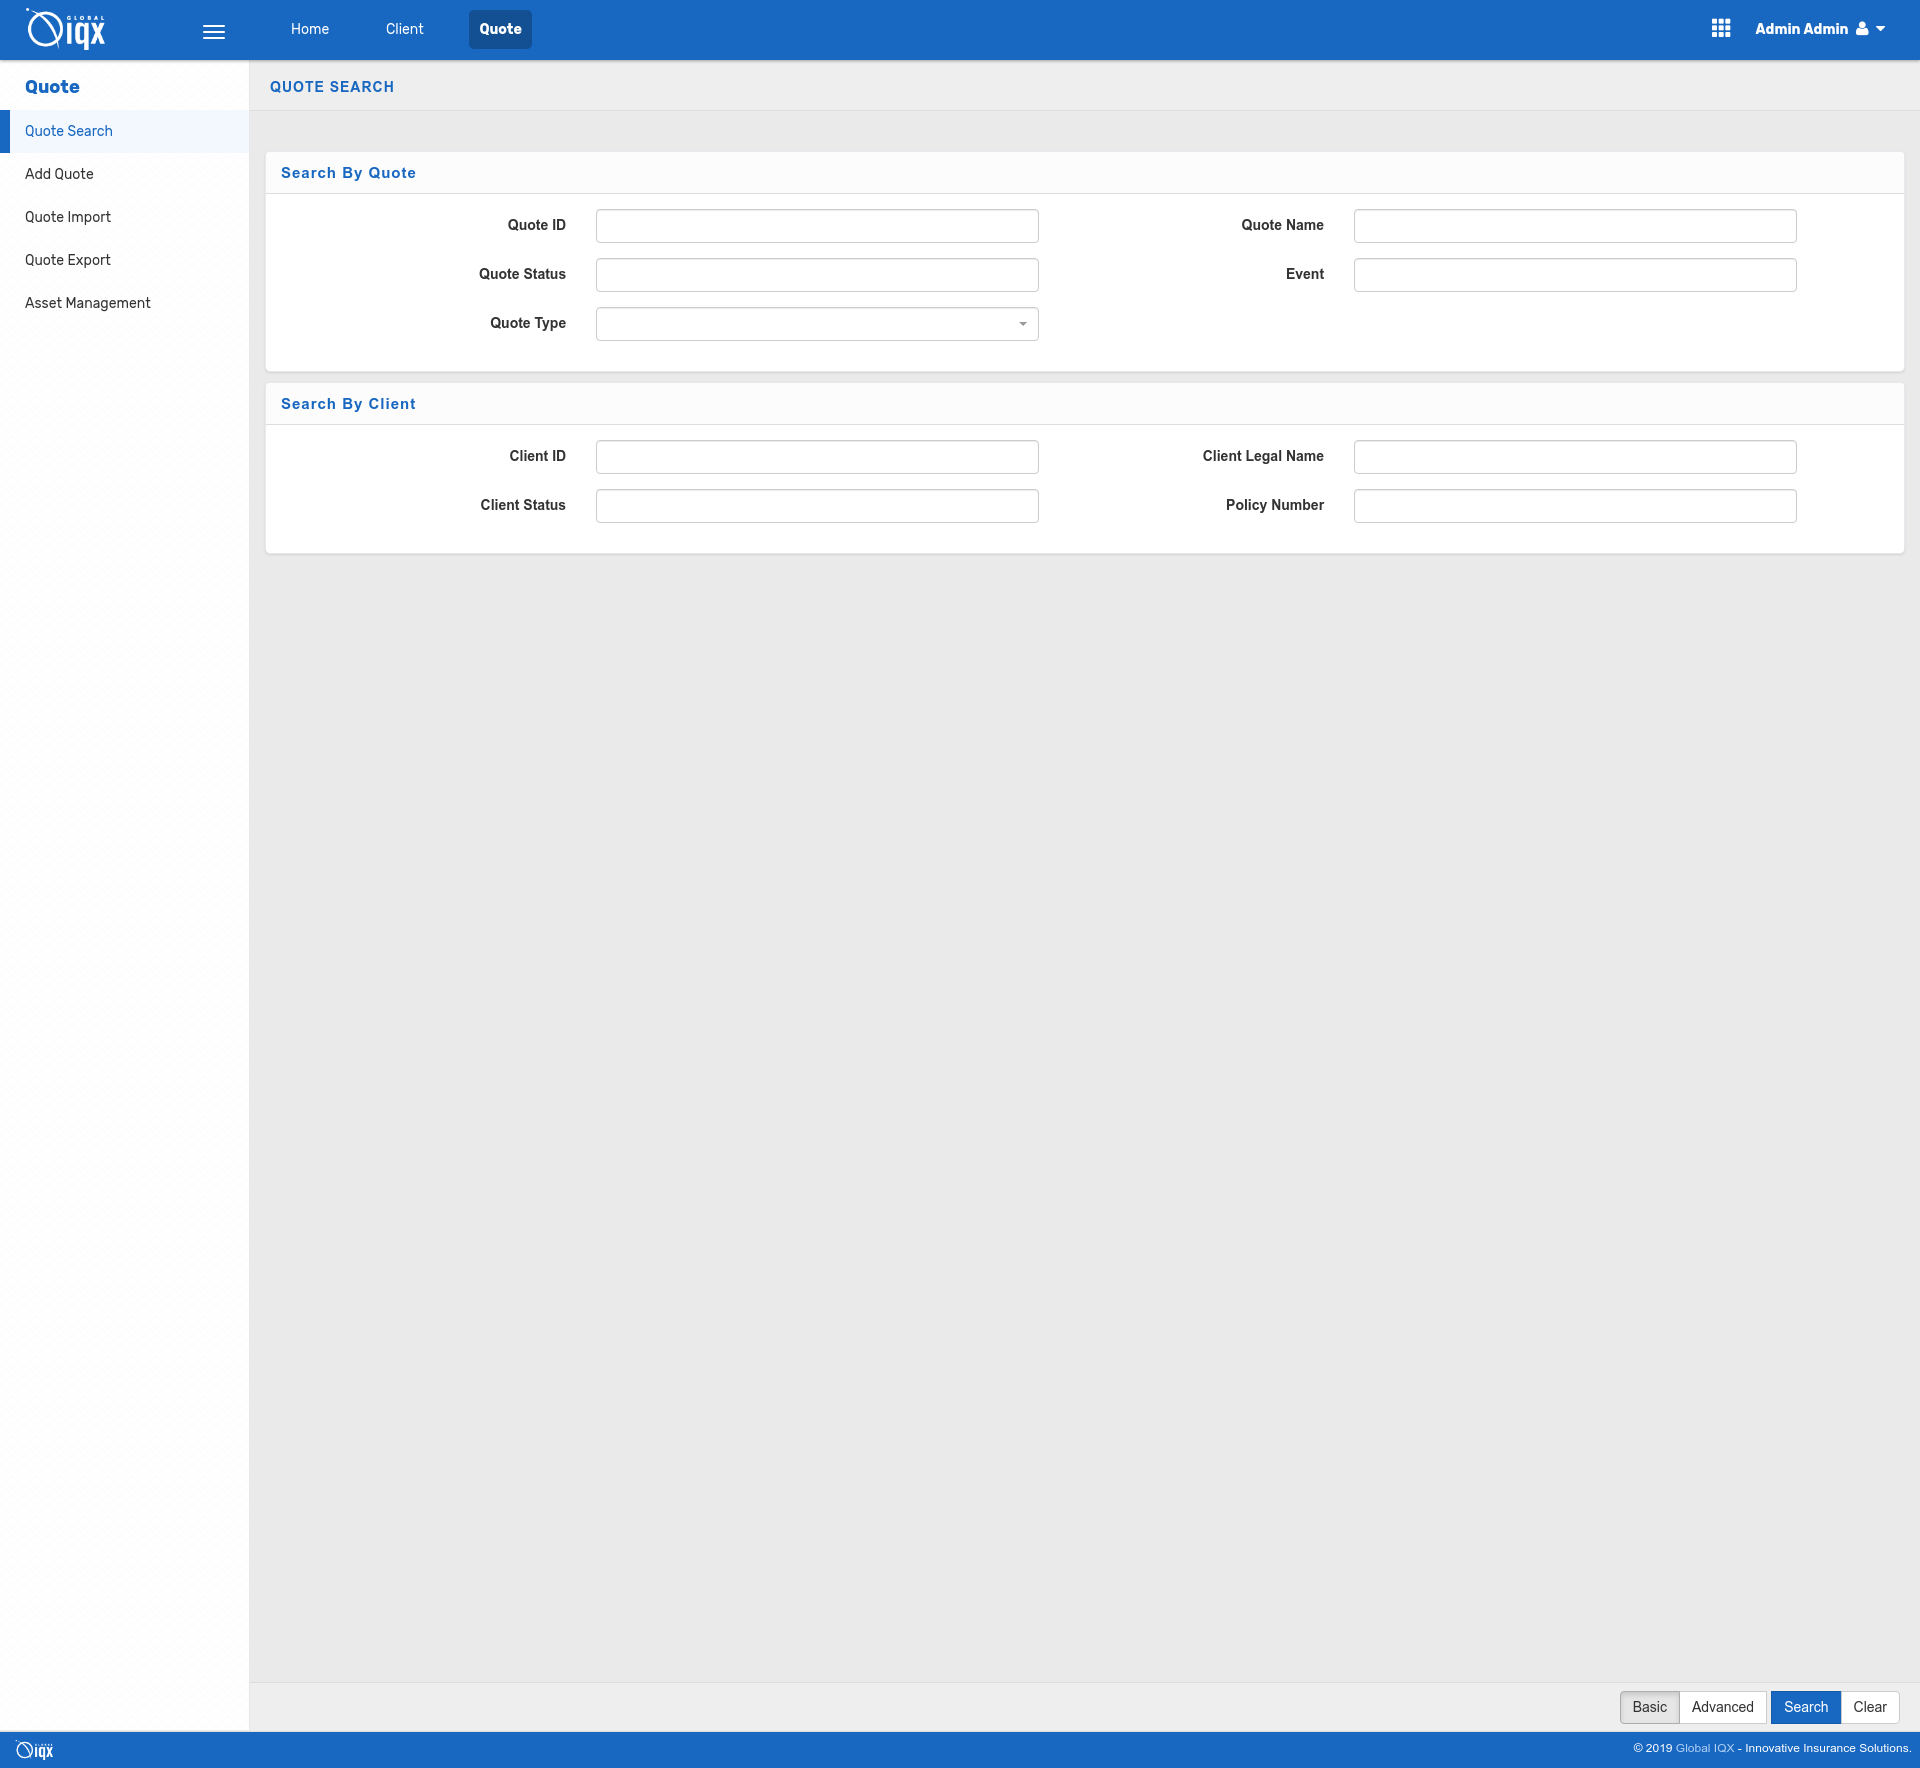 GLOBAL
iqx
Home
Client
Quote
Admin Admin
Quote
Quote Search
Add Quote
Quote Import
Quote Export
Asset Management
QUOTE SEARCH
Search By Quote
Quote ID
Quote Name
Quote Status
Event
Quote Type
Search By Client
Client ID
Client Legal Name
Client Status
Policy Number
Basic
Advanced
Search
Clear
GLOBAL
iqx
© 2019 Global IQX - Innovative Insurance Solutions.